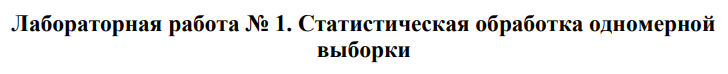 Лабораторная работа № 1. Статистическая обработка одномерной
выборки